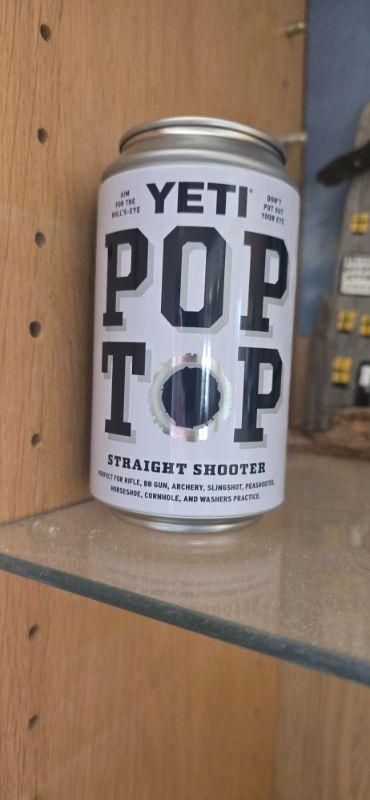 AIM
FOR THE
BULL'S-EYE
YETI®
DON'T
PUT OUT
YOUR EYE
POP
TOP
STRAIGHT SHOOTER
PERFECT FOR RIFLE, BB GUN, ARCHERY, SLINGSHOT, PEASHOOTER,
HORSESHOE, CORNHOLE, AND WASHERS PRACTICE.